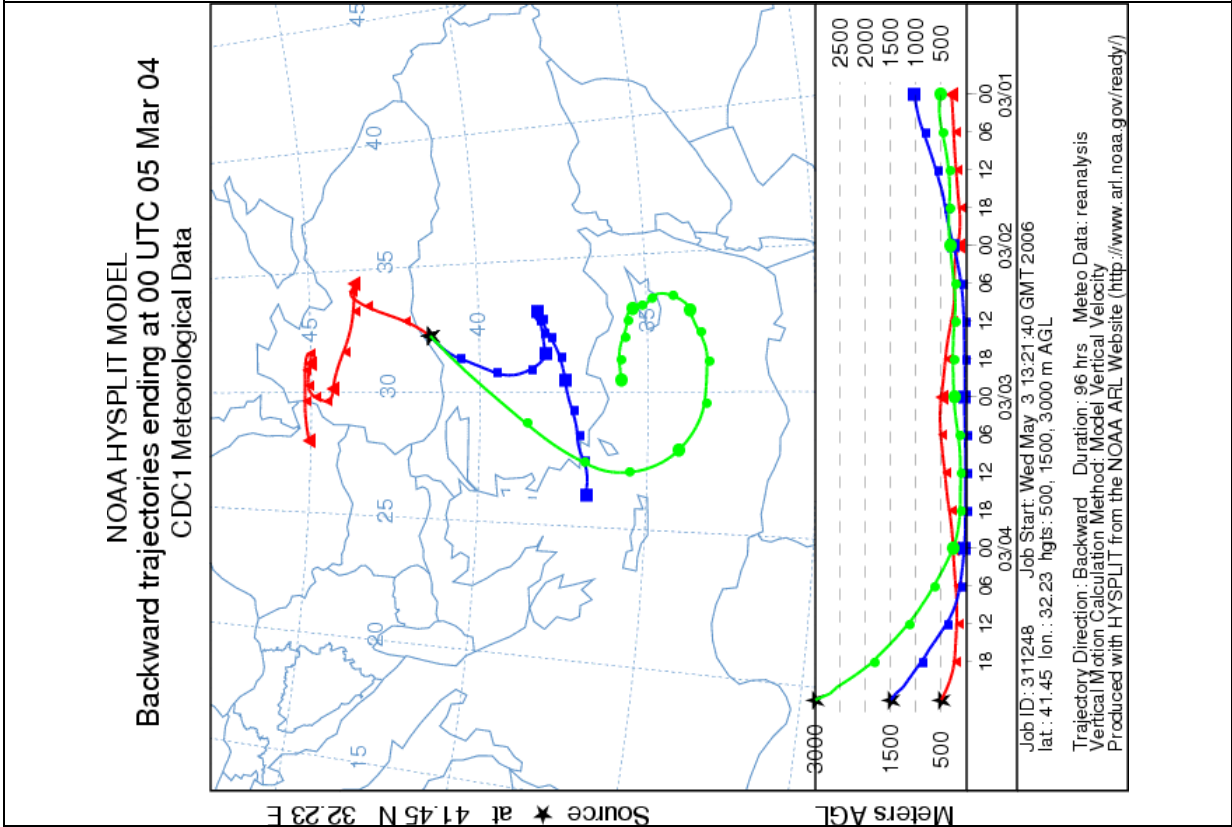 NOAA HYSPLIT MODEL
Backward trajectories ending at 00 UTC 05 Mar 04
CDC1 Meteorological Data
Source ★ at 41.45 N 32.23 E
45
40
35
45
40
35
30
25
20
15
Meters AGL
2500
2000
1500
1000
500
3000
1500
500
18 12 06 00 18 12 06 00 18 12 06 00 18 12 06 00
03/04 03/03 03/02 03/01
Job ID: 311248 Job Start: Wed May 3 13:21:40 GMT 2006
lat.: 41.45 lon.: 32.23 hgts: 500, 1500, 3000 m AGL
Trajectory Direction: Backward Duration: 96 hrs Meteo Data: reanalysis
Vertical Motion Calculation Method: Model Vertical Velocity
Produced with HYSPLIT from the NOAA ARL Website (http://www.arl.noaa.gov/ready/)